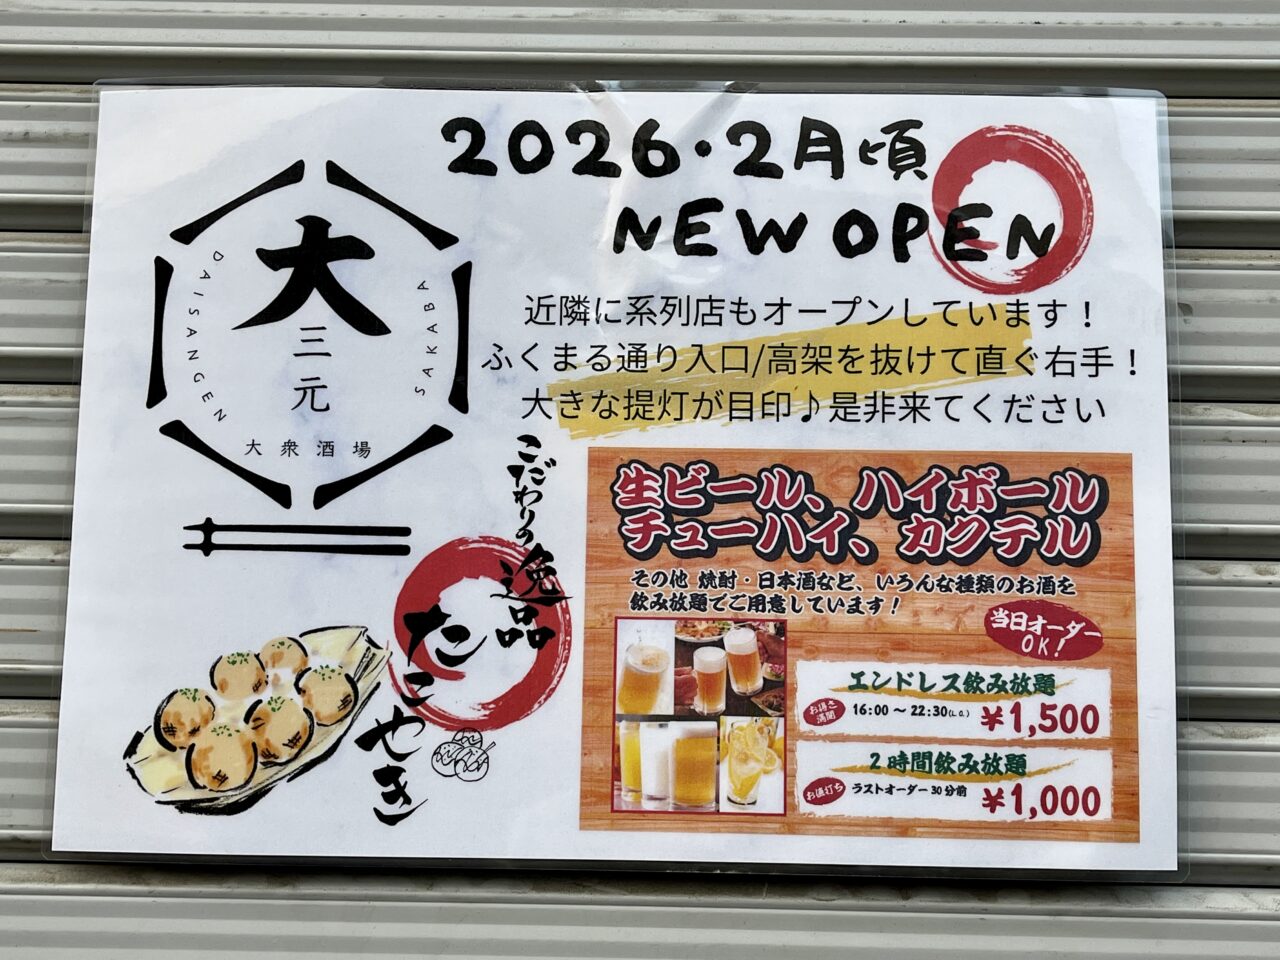 2026・2月頃
NEW OPEN
大
三
元
DAISANGEN
SAKABA
大衆酒場
近隣に系列店もオープンしています！
ふくまる通り入口/高架を抜けて直ぐ右手！
大きな提灯が目印♪是非来てください
こだわりの逸品
たこやき
生ビール、ハイボール
チューハイ、カクテル
その他 焼酎・日本酒など、いろんな種類のお酒を
飲み放題でご用意しています！
当日オーダー
OK！
エンドレス飲み放題
お得さ
満開
16:00〜22:30(L.O.)
¥1,500
2時間飲み放題
お値打ち
ラストオーダー30分前
¥1,000